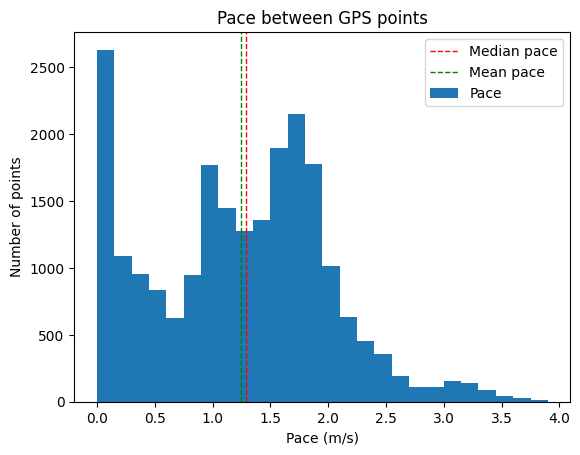 Pace between GPS points
Median pace
Mean pace
Pace
Number of points
2500
2000
1500
1000
500
0
0.0 0.5 1.0 1.5 2.0 2.5 3.0 3.5 4.0
Pace (m/s)